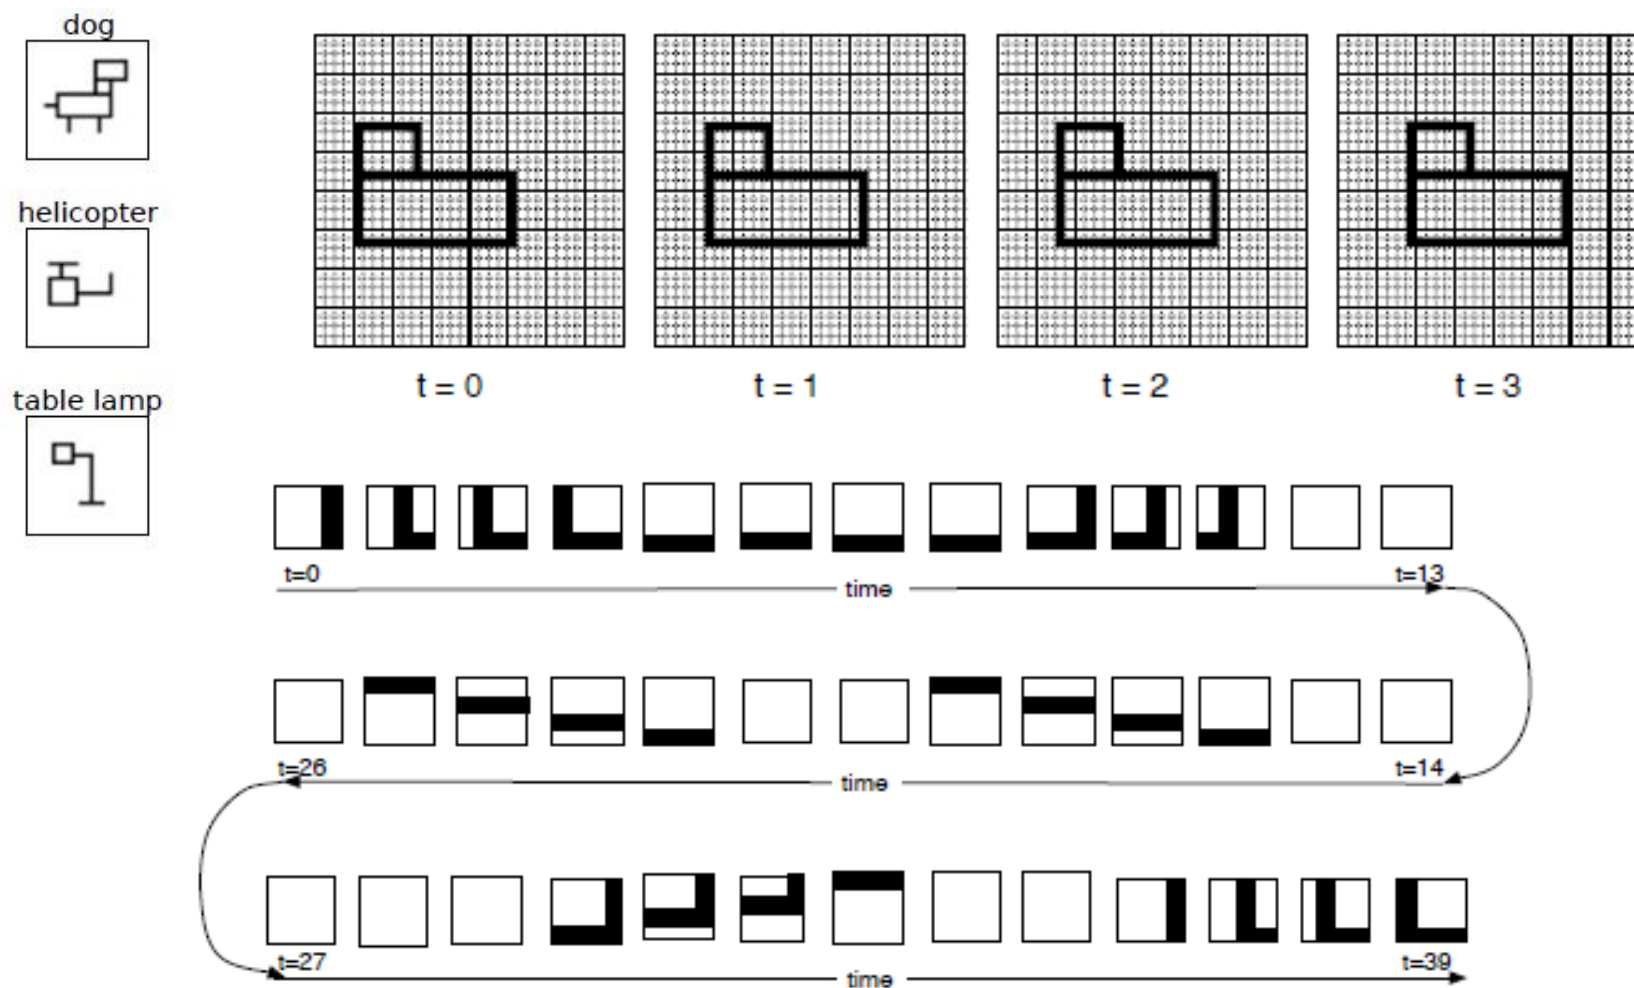 dog
helicopter
table lamp
t = 0
t = 1
t = 2
t = 3
t=0
t=13
time
t=26
t=14
time
t=27
t=39
time